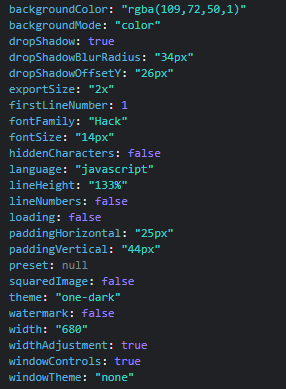 backgroundColor: "rgba(109,72,50,1)"
backgroundMode: "color"
dropShadow: true
dropShadowBlurRadius: "34px"
dropShadowOffsetY: "26px"
exportSize: "2x"
firstLineNumber: 1
fontFamily: "Hack"
fontSize: "14px"
hiddenCharacters: false
language: "javascript"
lineHeight: "133%"
lineNumbers: false
loading: false
paddingHorizontal: "25px"
paddingVertical: "44px"
preset: null
squaredImage: false
theme: "one-dark"
watermark: false
width: "680"
widthAdjustment: true
windowControls: true
windowTheme: "none"